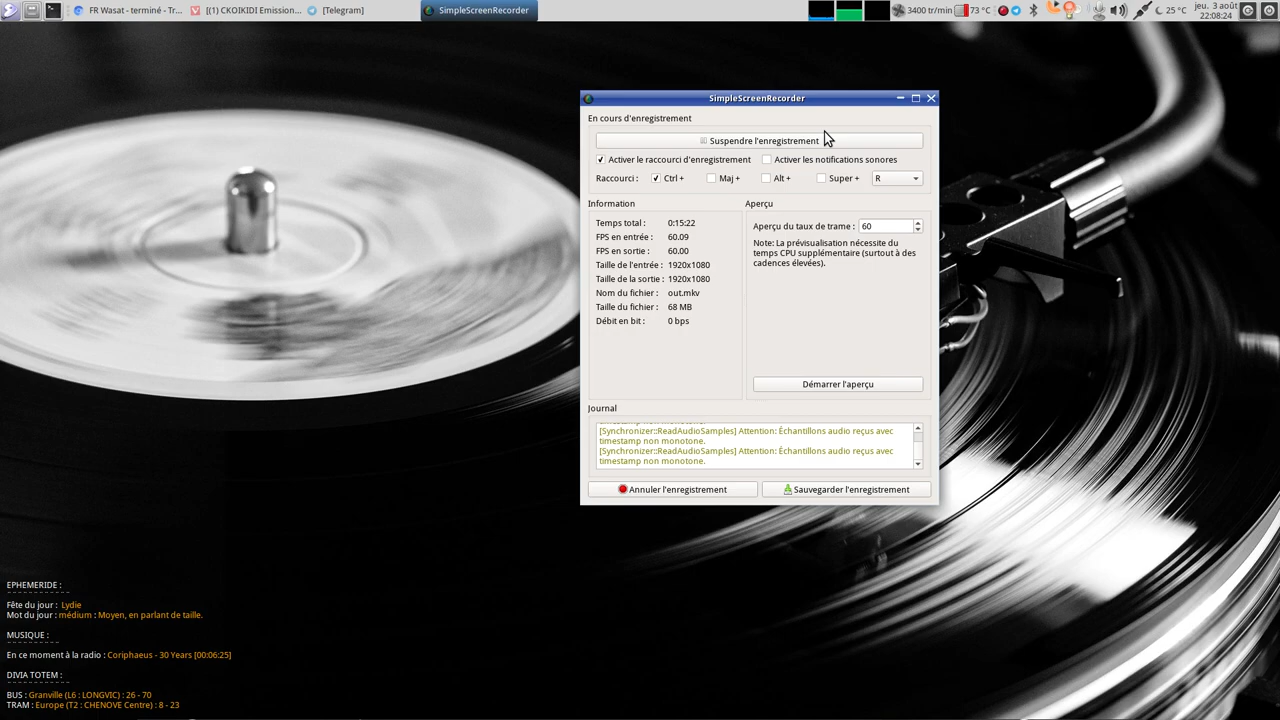 FR Wasat - terminé - Tr...
[(1) CKOIKIDI Emission...
[Telegram]
SimpleScreenRecorder
3400 tr/min
73 °C
25 °C
jeu. 3 août
22:08:24
SimpleScreenRecorder
En cours d'enregistrement
Suspendre l'enregistrement
Activer le raccourci d'enregistrement
Activer les notifications sonores
Raccourci : Ctrl + Maj + Alt + Super + R
Information
Temps total : 0:15:22
FPS en entrée : 60.09
FPS en sortie : 60.00
Taille de l'entrée : 1920x1080
Taille de la sortie : 1920x1080
Nom du fichier : out.mkv
Taille du fichier : 68 MB
Débit en bit : 0 bps
Aperçu
Aperçu du taux de trame : 60
Note: La prévisualisation nécessite du
temps CPU supplémentaire (surtout à des
cadences élevées).
Démarrer l'aperçu
Journal
timestamp non monotone.
[Synchronizer::ReadAudioSamples] Attention: Échantillons audio reçus avec
timestamp non monotone.
[Synchronizer::ReadAudioSamples] Attention: Échantillons audio reçus avec
timestamp non monotone.
Annuler l'enregistrement
Sauvegarder l'enregistrement
EPHEMERIDE :
Fête du jour : Lydie
Mot du jour : médium : Moyen, en parlant de taille.
MUSIQUE :
En ce moment à la radio : Coriphaeus - 30 Years [00:06:25]
DIVIA TOTEM :
BUS : Granville (L6 : LONGVIC) : 26 - 70
TRAM : Europe (T2 : CHENOVE Centre) : 8 - 23